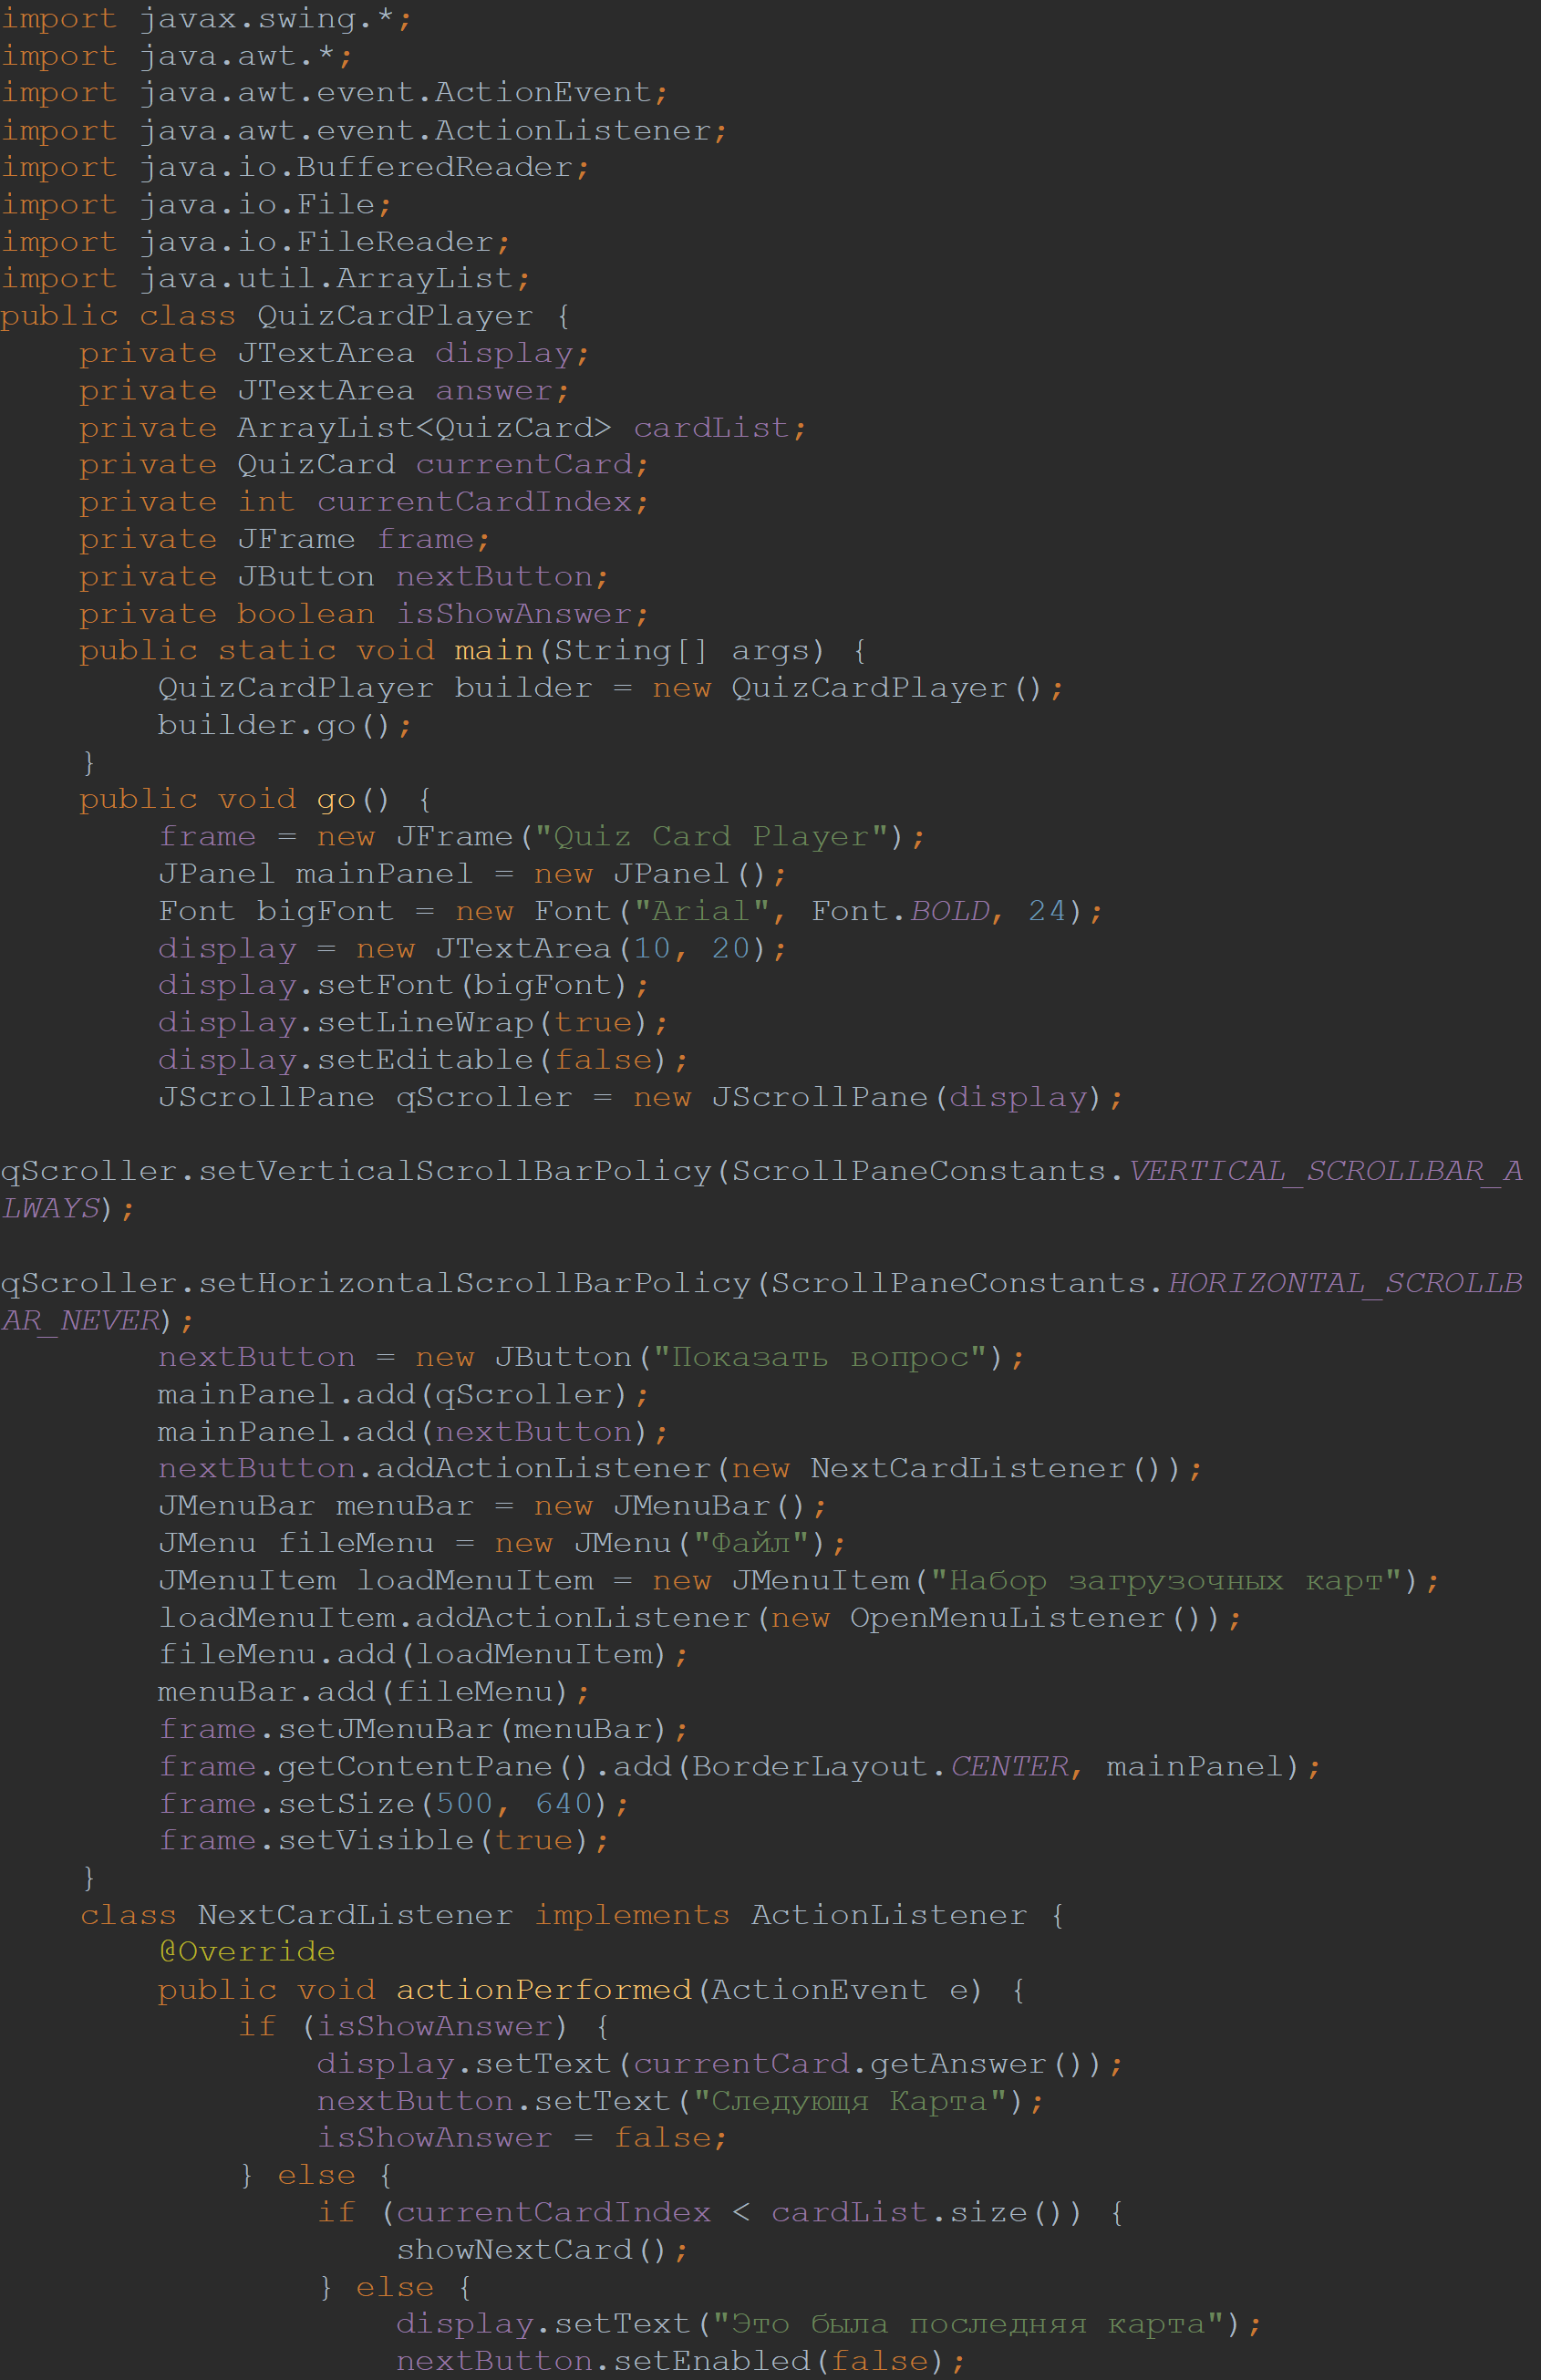 import javax.swing.*;
import java.awt.*;
import java.awt.event.ActionEvent;
import java.awt.event.ActionListener;
import java.io.BufferedReader;
import java.io.File;
import java.io.FileReader;
import java.util.ArrayList;
public class QuizCardPlayer {
    private JTextArea display;
    private JTextArea answer;
    private ArrayList<QuizCard> cardList;
    private QuizCard currentCard;
    private int currentCardIndex;
    private JFrame frame;
    private JButton nextButton;
    private boolean isShowAnswer;
    public static void main(String[] args) {
        QuizCardPlayer builder = new QuizCardPlayer();
        builder.go();
    }
    public void go() {
        frame = new JFrame("Quiz Card Player");
        JPanel mainPanel = new JPanel();
        Font bigFont = new Font("Arial", Font.BOLD, 24);
        display = new JTextArea(10, 20);
        display.setFont(bigFont);
        display.setLineWrap(true);
        display.setEditable(false);
        JScrollPane qScroller = new JScrollPane(display);

qScroller.setVerticalScrollBarPolicy(ScrollPaneConstants.VERTICAL_SCROLLBAR_A
LWAYS);

qScroller.setHorizontalScrollBarPolicy(ScrollPaneConstants.HORIZONTAL_SCROLLB
AR_NEVER);
        nextButton = new JButton("Показать вопрос");
        mainPanel.add(qScroller);
        mainPanel.add(nextButton);
        nextButton.addActionListener(new NextCardListener());
        JMenuBar menuBar = new JMenuBar();
        JMenu fileMenu = new JMenu("Файл");
        JMenuItem loadMenuItem = new JMenuItem("Набор загрузочных карт");
        loadMenuItem.addActionListener(new OpenMenuListener());
        fileMenu.add(loadMenuItem);
        menuBar.add(fileMenu);
        frame.setJMenuBar(menuBar);
        frame.getContentPane().add(BorderLayout.CENTER, mainPanel);
        frame.setSize(500, 640);
        frame.setVisible(true);
    }
    class NextCardListener implements ActionListener {
        @Override
        public void actionPerformed(ActionEvent e) {
            if (isShowAnswer) {
                display.setText(currentCard.getAnswer());
                nextButton.setText("Следующя Карта");
                isShowAnswer = false;
            } else {
                if (currentCardIndex < cardList.size()) {
                    showNextCard();
                } else {
                    display.setText("Это была последняя карта");
                    nextButton.setEnabled(false);